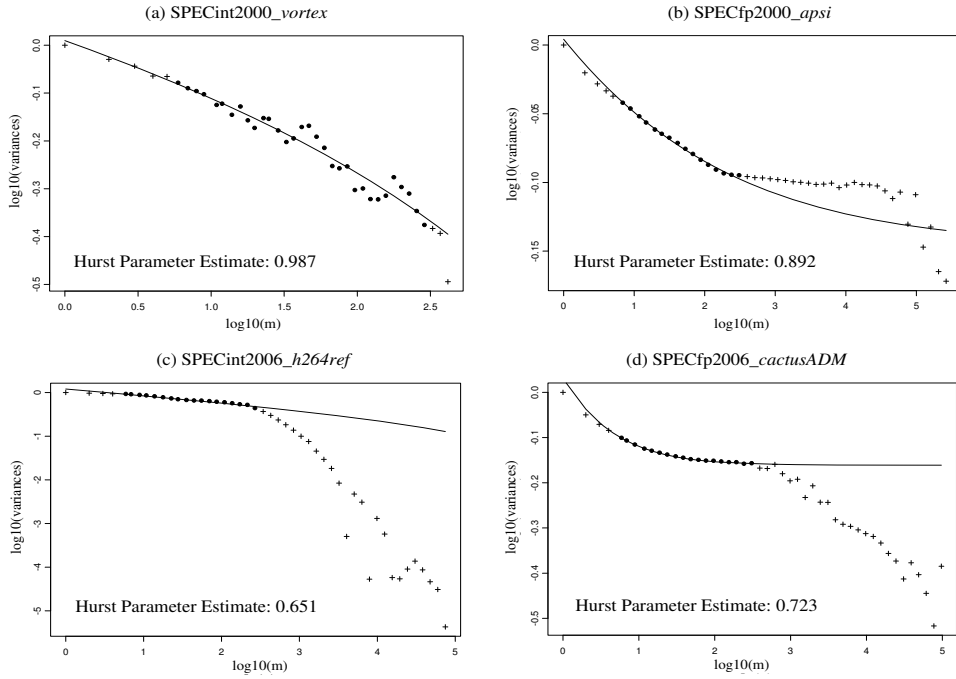 (a) SPECint2000_vortex
log10(variances)
0.0
-0.1
-0.2
-0.3
-0.4
-0.5
Hurst Parameter Estimate: 0.987
0.0 0.5 1.0 1.5 2.0 2.5
log10(m)
(b) SPECfp2000_apsi
log10(variances)
0.0
-0.05
-0.10
-0.15
Hurst Parameter Estimate: 0.892
0 1 2 3 4 5
log10(m)
(c) SPECint2006_h264ref
log10(variances)
0
-1
-2
-3
-4
-5
Hurst Parameter Estimate: 0.651
0 1 2 3 4 5
log10(m)
(d) SPECfp2006_cactusADM
log10(variances)
0.0
-0.1
-0.2
-0.3
-0.4
-0.5
Hurst Parameter Estimate: 0.723
0 1 2 3 4 5
log10(m)